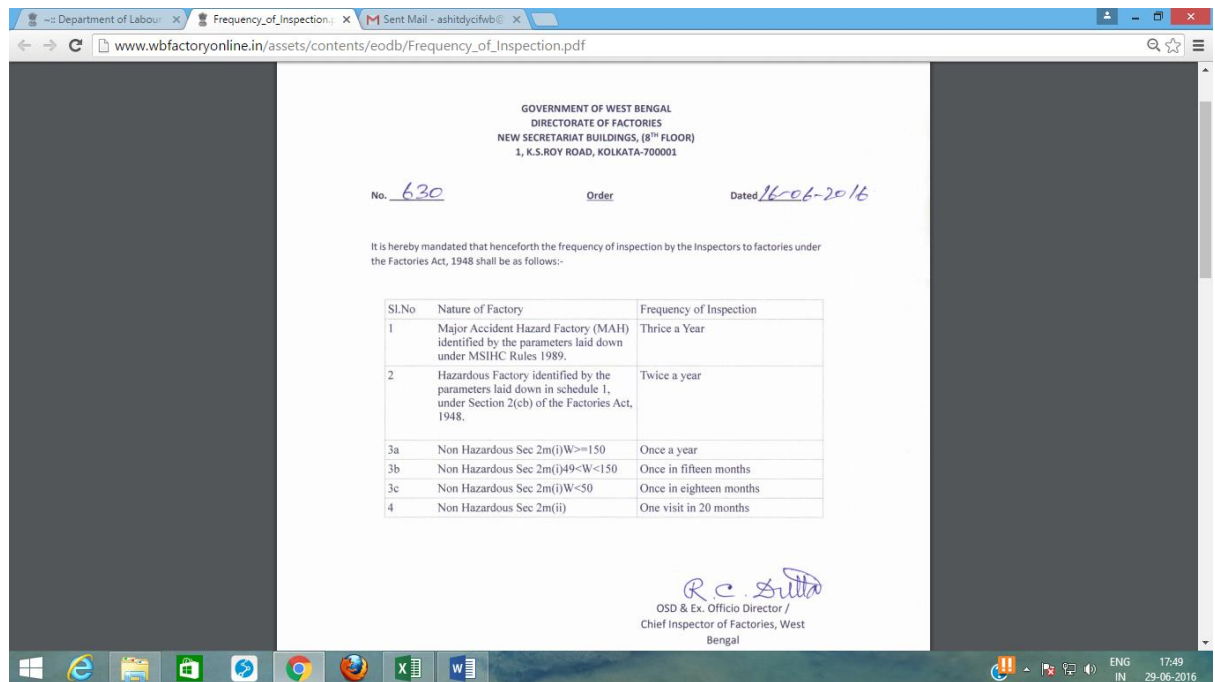 -:: Department of Labour
Frequency_of_Inspection.
Sent Mail - ashitdycifwb@
www.wbfactoryonline.in/assets/contents/eodb/Frequency_of_Inspection.pdf
GOVERNMENT OF WEST BENGAL
DIRECTORATE OF FACTORIES
NEW SECRETARIAT BUILDINGS, (8TH FLOOR)
1, K.S.ROY ROAD, KOLKATA-700001
No. 630 Order Dated 16-06-2016
It is hereby mandated that henceforth the frequency of inspection by the Inspectors to factories under
the Factories Act, 1948 shall be as follows:-
Sl.No Nature of Factory Frequency of Inspection
1 Major Accident Hazard Factory (MAH) Thrice a Year
identified by the parameters laid down
under MSIHC Rules 1989.
2 Hazardous Factory identified by the Twice a year
parameters laid down in schedule 1,
under Section 2(cb) of the Factories Act,
1948.
3a Non Hazardous Sec 2m(i)W>=150 Once a year
3b Non Hazardous Sec 2m(i)49<W<150 Once in fifteen months
3c Non Hazardous Sec 2m(i)W<50 Once in eighteen months
4 Non Hazardous Sec 2m(ii) One visit in 20 months
R. C. Dutta
OSD & Ex. Officio Director /
Chief Inspector of Factories, West
Bengal
ENG 17:49
IN 29-06-2016